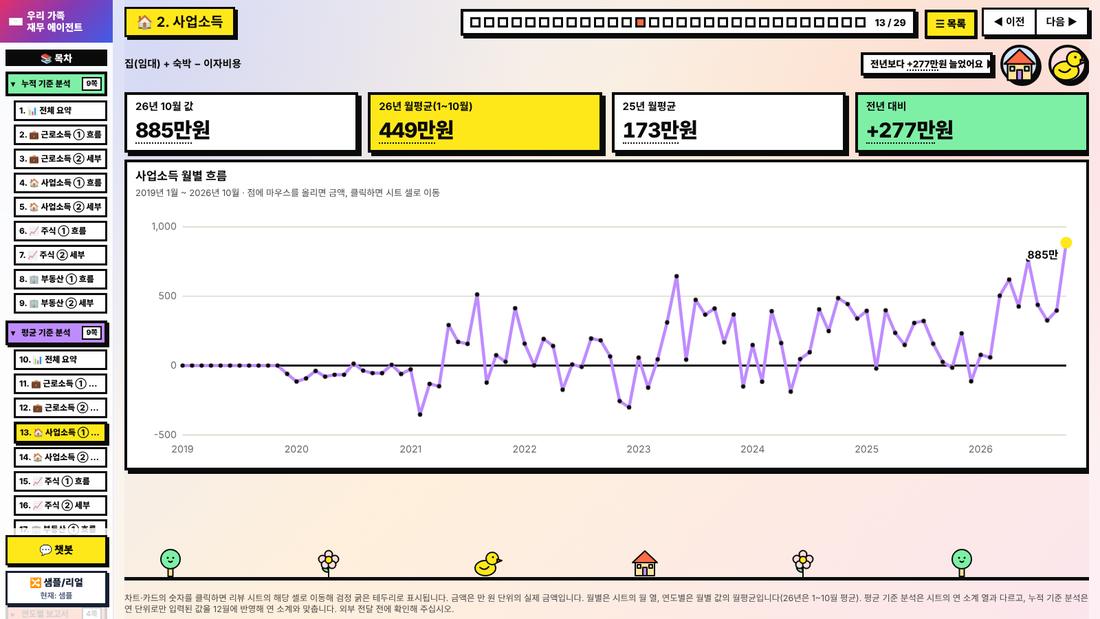 우리 가족
재무 에이전트
📚 목차
▼ 누적 기준 분석 9쪽
1. 📊 전체 요약
2. 💼 근로소득 ① 흐름
3. 💼 근로소득 ② 세부
4. 🏠 사업소득 ① 흐름
5. 🏠 사업소득 ② 세부
6. 📈 주식 ① 흐름
7. 📈 주식 ② 세부
8. 🏢 부동산 ① 흐름
9. 🏢 부동산 ② 세부
▼ 평균 기준 분석 9쪽
10. 📊 전체 요약
11. 💼 근로소득 ① ...
12. 💼 근로소득 ② ...
13. 🏠 사업소득 ① ...
14. 🏠 사업소득 ② ...
15. 📈 주식 ① 흐름
16. 📈 주식 ② 세부
17. 🏢 부동산 ① 흐름
💬 챗봇
🔀 샘플/리얼
현재: 샘플
연도별 보고서 4쪽
🏠 2. 사업소득
13 / 29
☰ 목록
◀ 이전
다음 ▶
집(임대) + 숙박 − 이자비용
전년보다 +277만원 늘었어요
26년 10월 값
885만원
26년 월평균(1~10월)
449만원
25년 월평균
173만원
전년 대비
+277만원
사업소득 월별 흐름
2019년 1월 ~ 2026년 10월 · 점에 마우스를 올리면 금액, 클릭하면 시트 셀로 이동
1,000
885만
500
0
-500
2019 2020 2021 2022 2023 2024 2025 2026
차트·카드의 숫자를 클릭하면 리뷰 시트의 해당 셀로 이동해 검정 굵은 테두리로 표시됩니다. 금액은 만 원 단위의 실제 금액입니다. 월별은 시트의 월 열, 연도별은 월별 값의 월평균입니다(26년은 1~10월 평균). 평균 기준 분석은 시트의 연 소계 열과 다르고, 누적 기준 분석은
연 단위로만 입력된 값을 12월에 반영해 연 소계와 맞춥니다. 외부 전달 전에 확인해 주십시오.